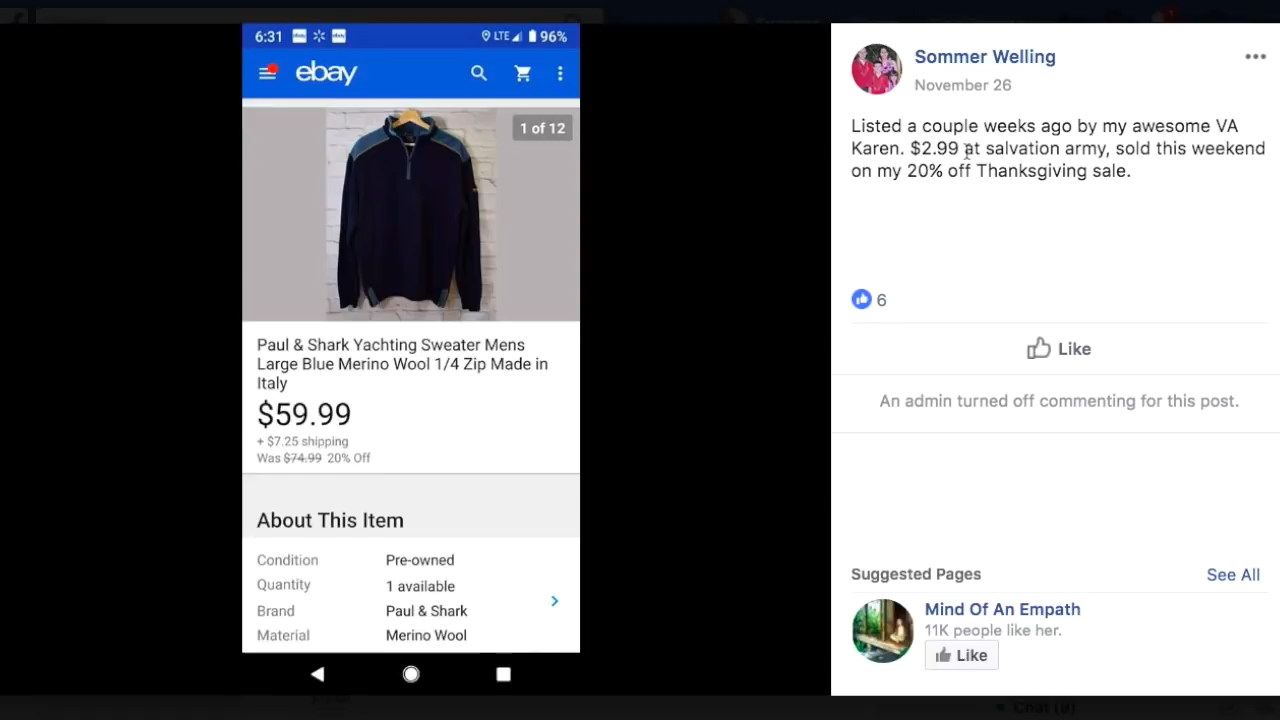 6:31
LTE
96%
ebay
1 of 12
Paul & Shark Yachting Sweater Mens
Large Blue Merino Wool 1/4 Zip Made in
Italy
$59.99
+ $7.25 shipping
Was $74.99 20% Off
About This Item
Condition Pre-owned
Quantity 1 available
Brand Paul & Shark
Material Merino Wool
Sommer Welling
November 26
Listed a couple weeks ago by my awesome VA
Karen. $2.99 at salvation army, sold this weekend
on my 20% off Thanksgiving sale.
6
Like
An admin turned off commenting for this post.
Suggested Pages
See All
Mind Of An Empath
11K people like her.
Like